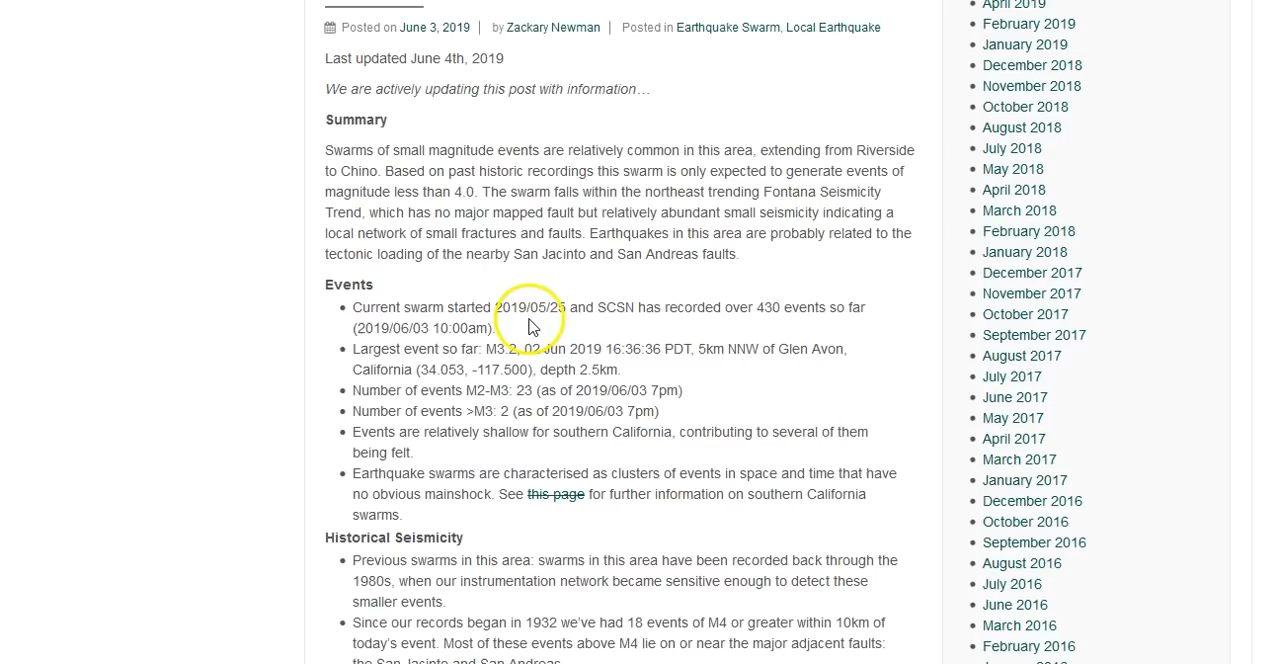 Posted on June 3, 2019 | by Zackary Newman | Posted in Earthquake Swarm, Local Earthquake
Last updated June 4th, 2019
We are actively updating this post with information…
Summary
Swarms of small magnitude events are relatively common in this area, extending from Riverside
to Chino. Based on past historic recordings this swarm is only expected to generate events of
magnitude less than 4.0. The swarm falls within the northeast trending Fontana Seismicity
Trend, which has no major mapped fault but relatively abundant small seismicity indicating a
local network of small fractures and faults. Earthquakes in this area are probably related to the
tectonic loading of the nearby San Jacinto and San Andreas faults.
Events
• Current swarm started 2019/05/25 and SCSN has recorded over 430 events so far
(2019/06/03 10:00am).
• Largest event so far: M3.2, 02 Jun 2019 16:36:36 PDT, 5km NNW of Glen Avon,
California (34.053, -117.500), depth 2.5km.
• Number of events M2-M3: 23 (as of 2019/06/03 7pm)
• Number of events >M3: 2 (as of 2019/06/03 7pm)
• Events are relatively shallow for southern California, contributing to several of them
being felt.
• Earthquake swarms are characterised as clusters of events in space and time that have
no obvious mainshock. See this page for further information on southern California
swarms.
Historical Seismicity
• Previous swarms in this area: swarms in this area have been recorded back through the
1980s, when our instrumentation network became sensitive enough to detect these
smaller events.
• Since our records began in 1932 we've had 18 events of M4 or greater within 10km of
today's event. Most of these events above M4 lie on or near the major adjacent faults:
the San Jacinto and San Andreas.
• April 2019
• February 2019
• January 2019
• December 2018
• November 2018
• October 2018
• August 2018
• July 2018
• May 2018
• April 2018
• March 2018
• February 2018
• January 2018
• December 2017
• November 2017
• October 2017
• September 2017
• August 2017
• July 2017
• June 2017
• May 2017
• April 2017
• March 2017
• January 2017
• December 2016
• October 2016
• September 2016
• August 2016
• July 2016
• June 2016
• March 2016
• February 2016